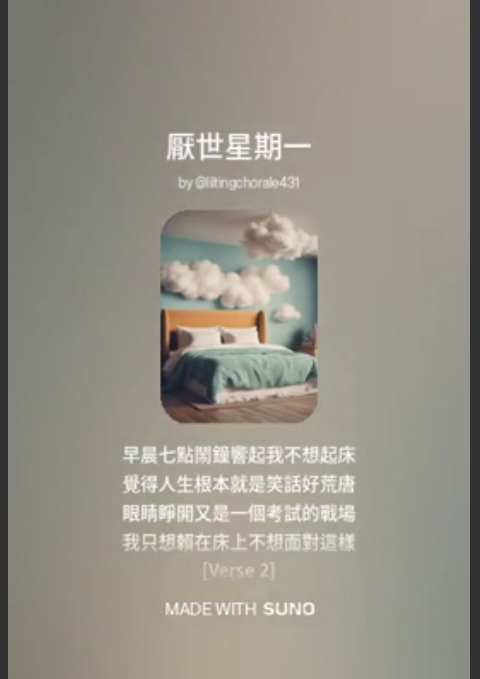 厭世星期一
by @liltingchorale431
早晨七點鬧鐘響起我不想起床
覺得人生根本就是笑話好荒唐
眼睛睜開又是一個考試的戰場
我只想賴在床上不想面對這樣
[Verse 2]
MADE WITH SUNO